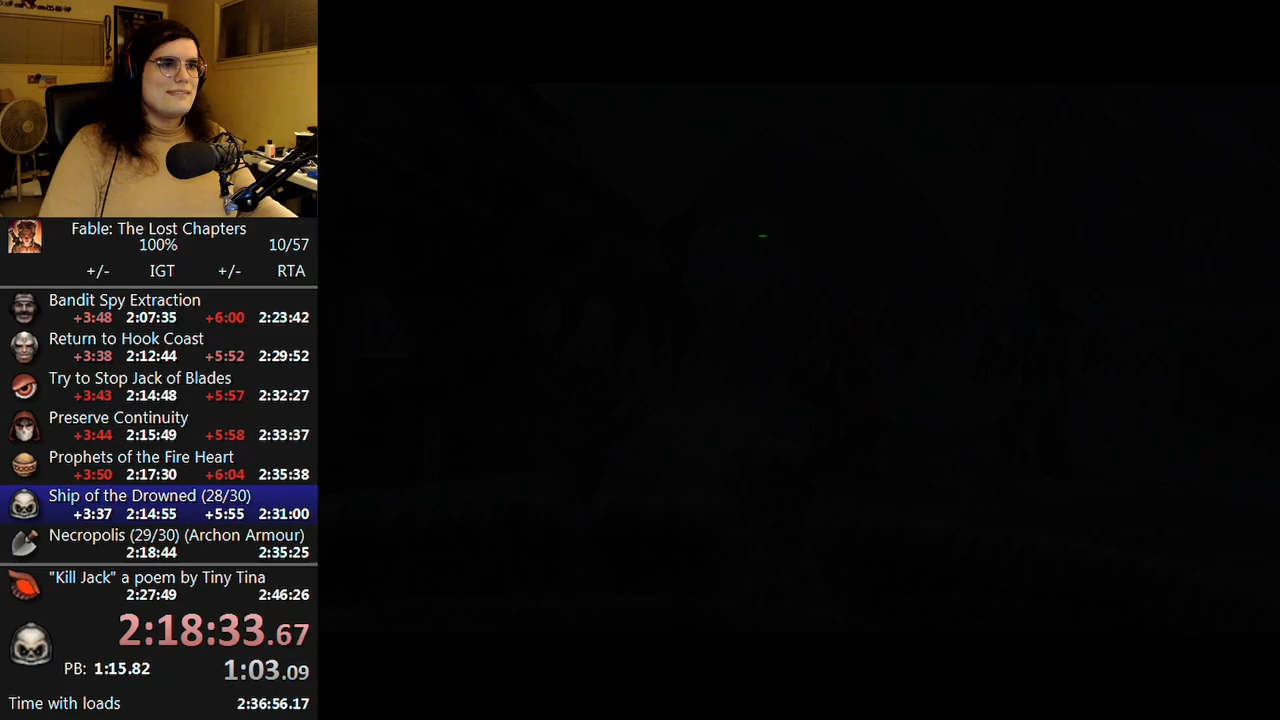 Fable: The Lost Chapters
100% 10/57
+/- IGT +/- RTA
Bandit Spy Extraction
+3:48 2:07:35 +6:00 2:23:42
Return to Hook Coast
+3:38 2:12:44 +5:52 2:29:52
Try to Stop Jack of Blades
+3:43 2:14:48 +5:57 2:32:27
Preserve Continuity
+3:44 2:15:49 +5:58 2:33:37
Prophets of the Fire Heart
+3:50 2:17:30 +6:04 2:35:38
Ship of the Drowned (28/30)
+3:37 2:14:55 +5:55 2:31:00
Necropolis (29/30) (Archon Armour)
2:18:44 2:35:25
"Kill Jack" a poem by Tiny Tina
2:27:49 2:46:26
2:18:33.67
PB: 1:15.82 1:03.09
Time with loads 2:36:56.17